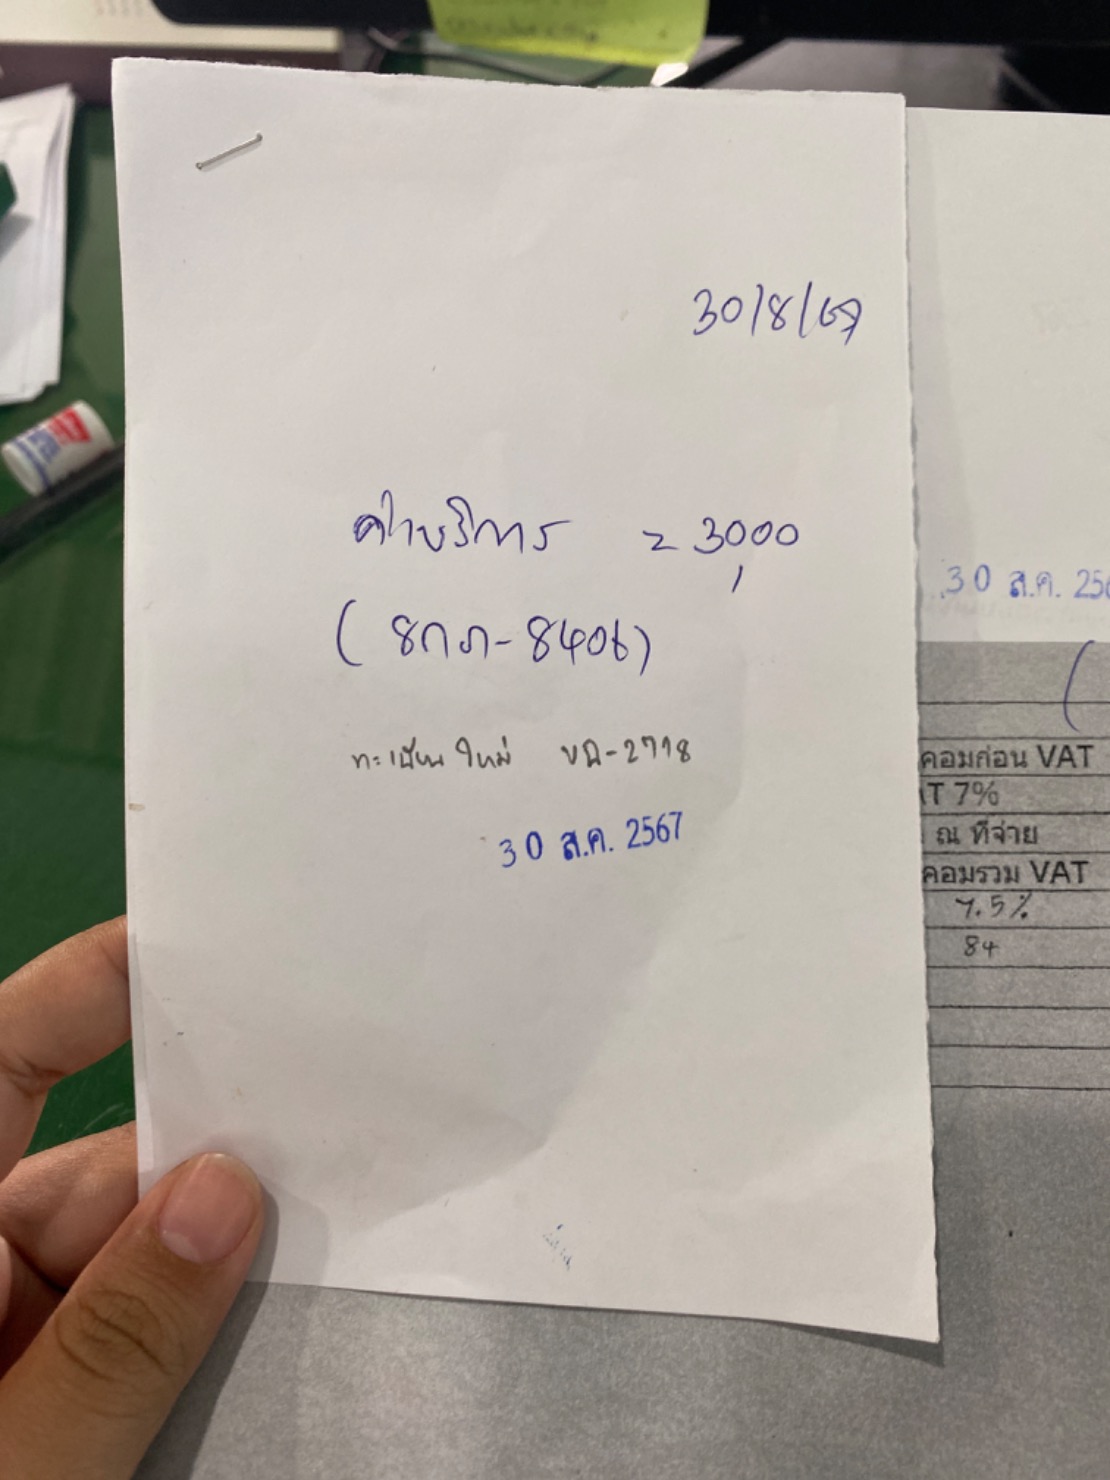 30/8/67
ค่าบริการ = 3,000
(8กภ-8406)
ทะเบียนใหม่ ขฉ-2718
30 ส.ค. 2567
30 ส.ค. 256
(
คอมก่อน VAT
AT 7%
ณ ที่จ่าย
คอมรวม VAT
7.5%
84